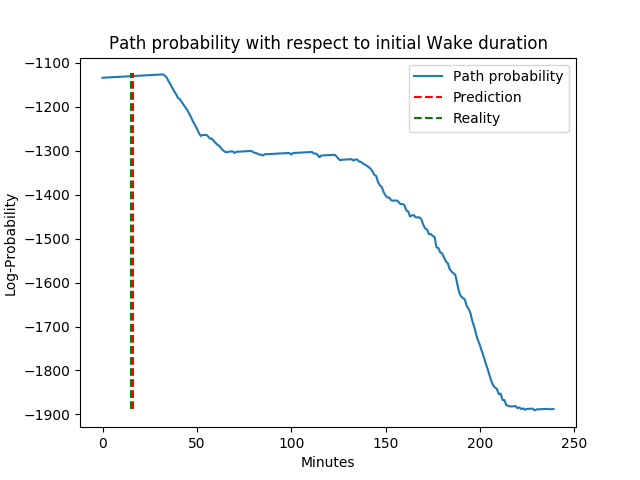 Path probability with respect to initial Wake duration
−1100
−1200
−1300
−1400
−1500
−1600
−1700
−1800
−1900
Log-Probability
Path probability
Prediction
Reality
0 50 100 150 200 250
Minutes